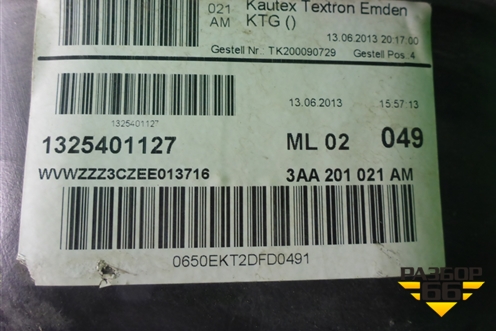 021 Kautex Textron Emden
AM KTG ()
13.06.2013 20:17:00
Gestell Nr.: TK200090729 Gestell Pos.:4
13.06.2013 15:57:13
1325401127
1325401127 ML 02 049
WVWZZZ3CZEE013716 3AA 201 021 AM
0650EKT2DFD0491
РАЗБОР
66